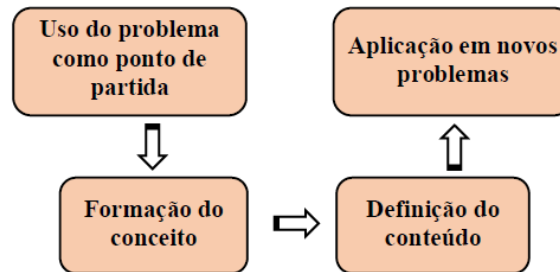 Uso do problema
como ponto de
partida
Formação do
conceito
Definição do
conteúdo
Aplicação em novos
problemas